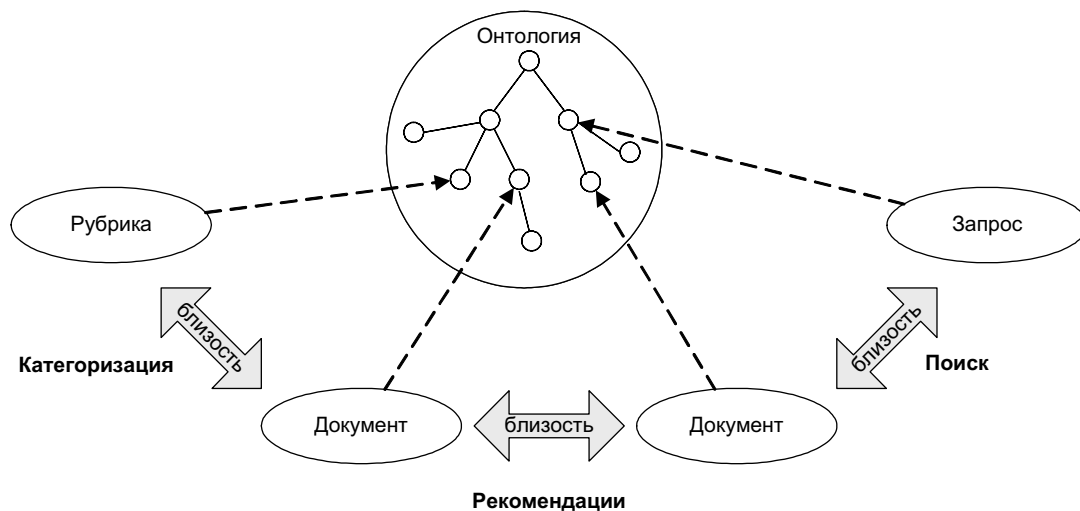 Онтология
Рубрика
Запрос
близость
близость
Категоризация
Поиск
Документ
близость
Документ
Рекомендации